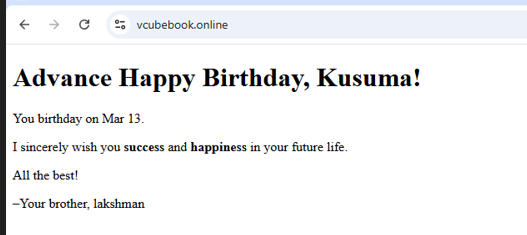 vcubebook.online
Advance Happy Birthday, Kusuma!
You birthday on Mar 13.
I sincerely wish you success and happiness in your future life.
All the best!
–Your brother, lakshman